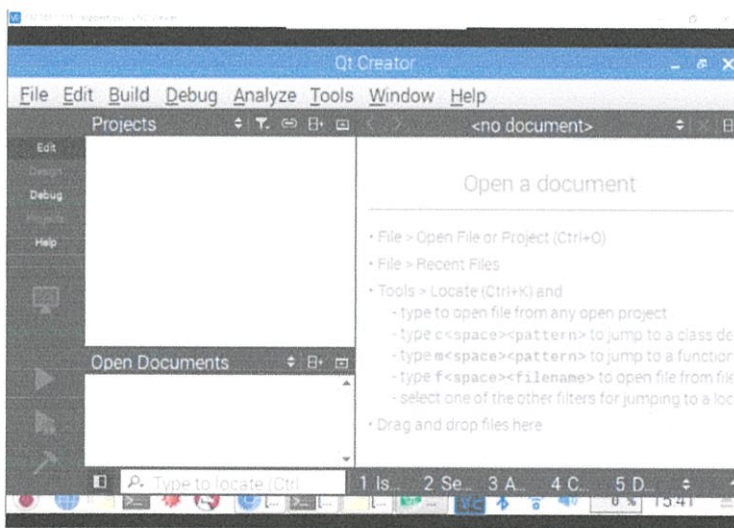 Qt Creator
File Edit Build Debug Analyze Tools Window Help
Projects
<no document>
Edit
Design
Debug
Projects
Help
Open a document
• File > Open File or Project (Ctrl+O)
• File > Recent Files
• Tools > Locate (Ctrl+K) and
- type to open file from any open project
- type c<space><pattern> to jump to a class de
- type m<space><pattern> to jump to a function
- type f<space><filename> to open file from file
- select one of the other filters for jumping to a loc
• Drag and drop files here
Open Documents
Type to locate (Ctrl
1 Is... 2 Se... 3 A... 4 C... 5 D...
0 % 15:41